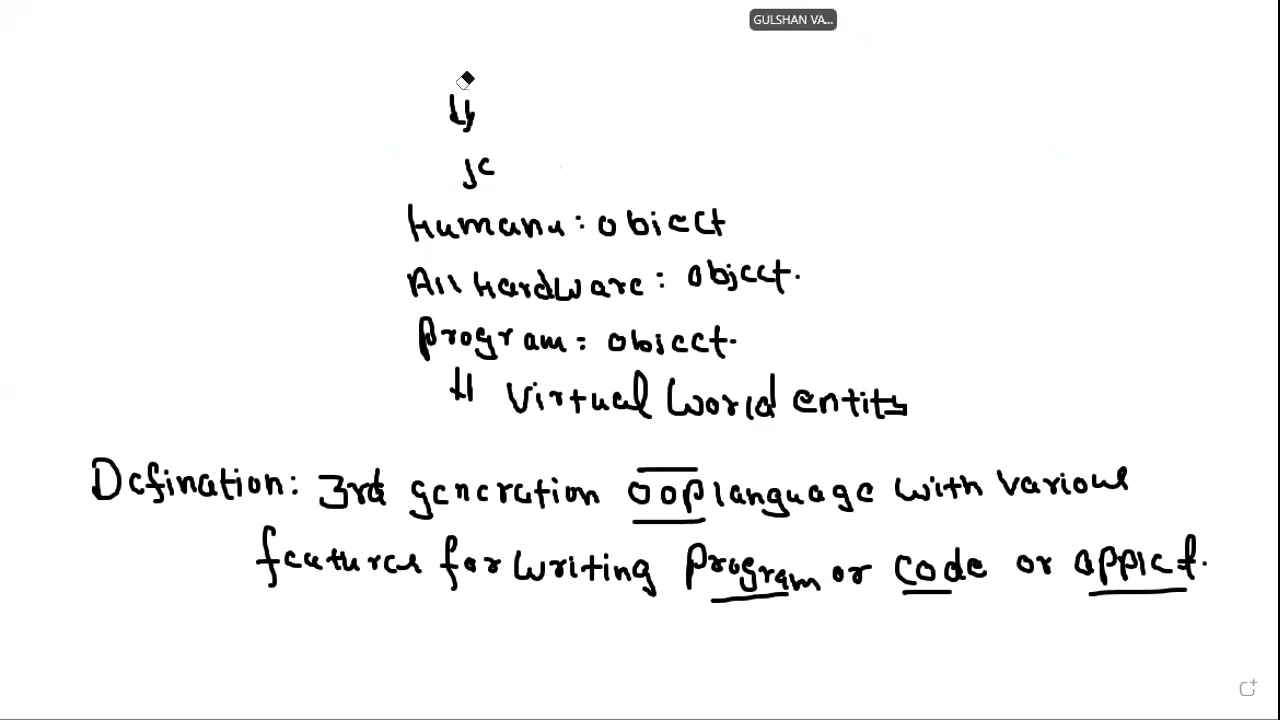 GULSHAN VA...
Humans: object
All Hardware: object.
program: object.
Virtual World entity
Defination: 3rd generation OOP language with various
features for writing program or code or